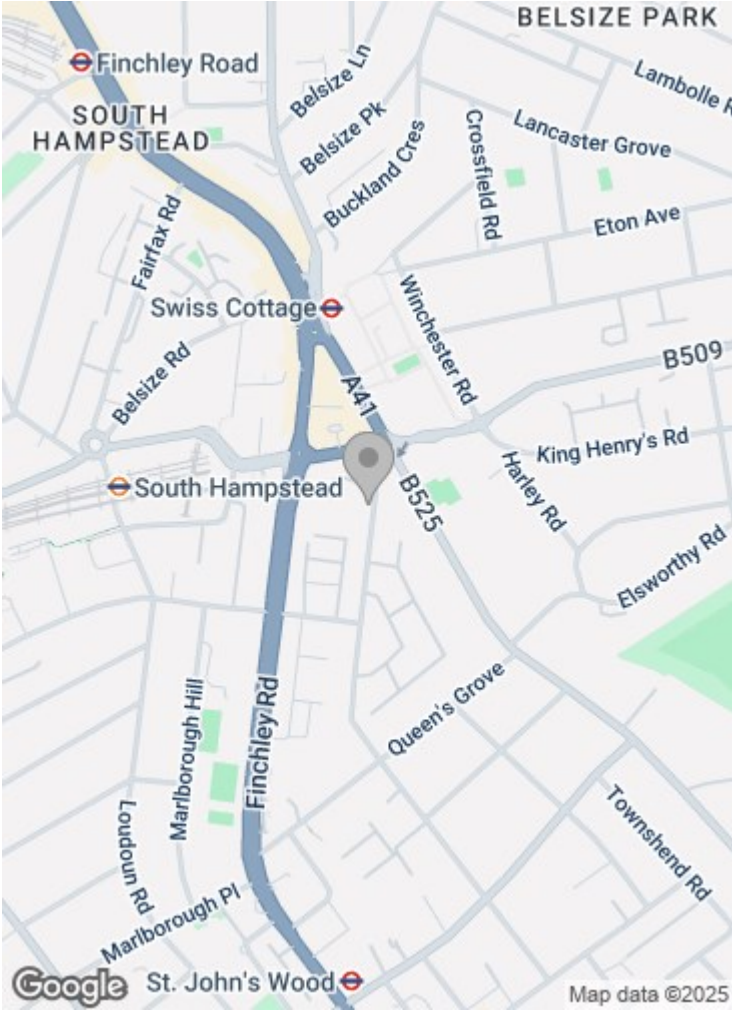 BELSIZE PARK
Finchley Road
Belsize Ln
Lambolle R
SOUTH
HAMPSTEAD
Belsize Pk
Buckland Cres
Crossfield Rd
Lancaster Grove
Fairfax Rd
Eton Ave
Swiss Cottage
Winchester Rd
Belsize Rd
A41
B509
King Henry's Rd
South Hampstead
B525
Harley Rd
Elsworthy Rd
Marlborough Hill
Finchley Rd
Queen's Grove
Loudoun Rd
Townshend Rd
Marlborough Pl
Google
St. John's Wood
Map data ©2025